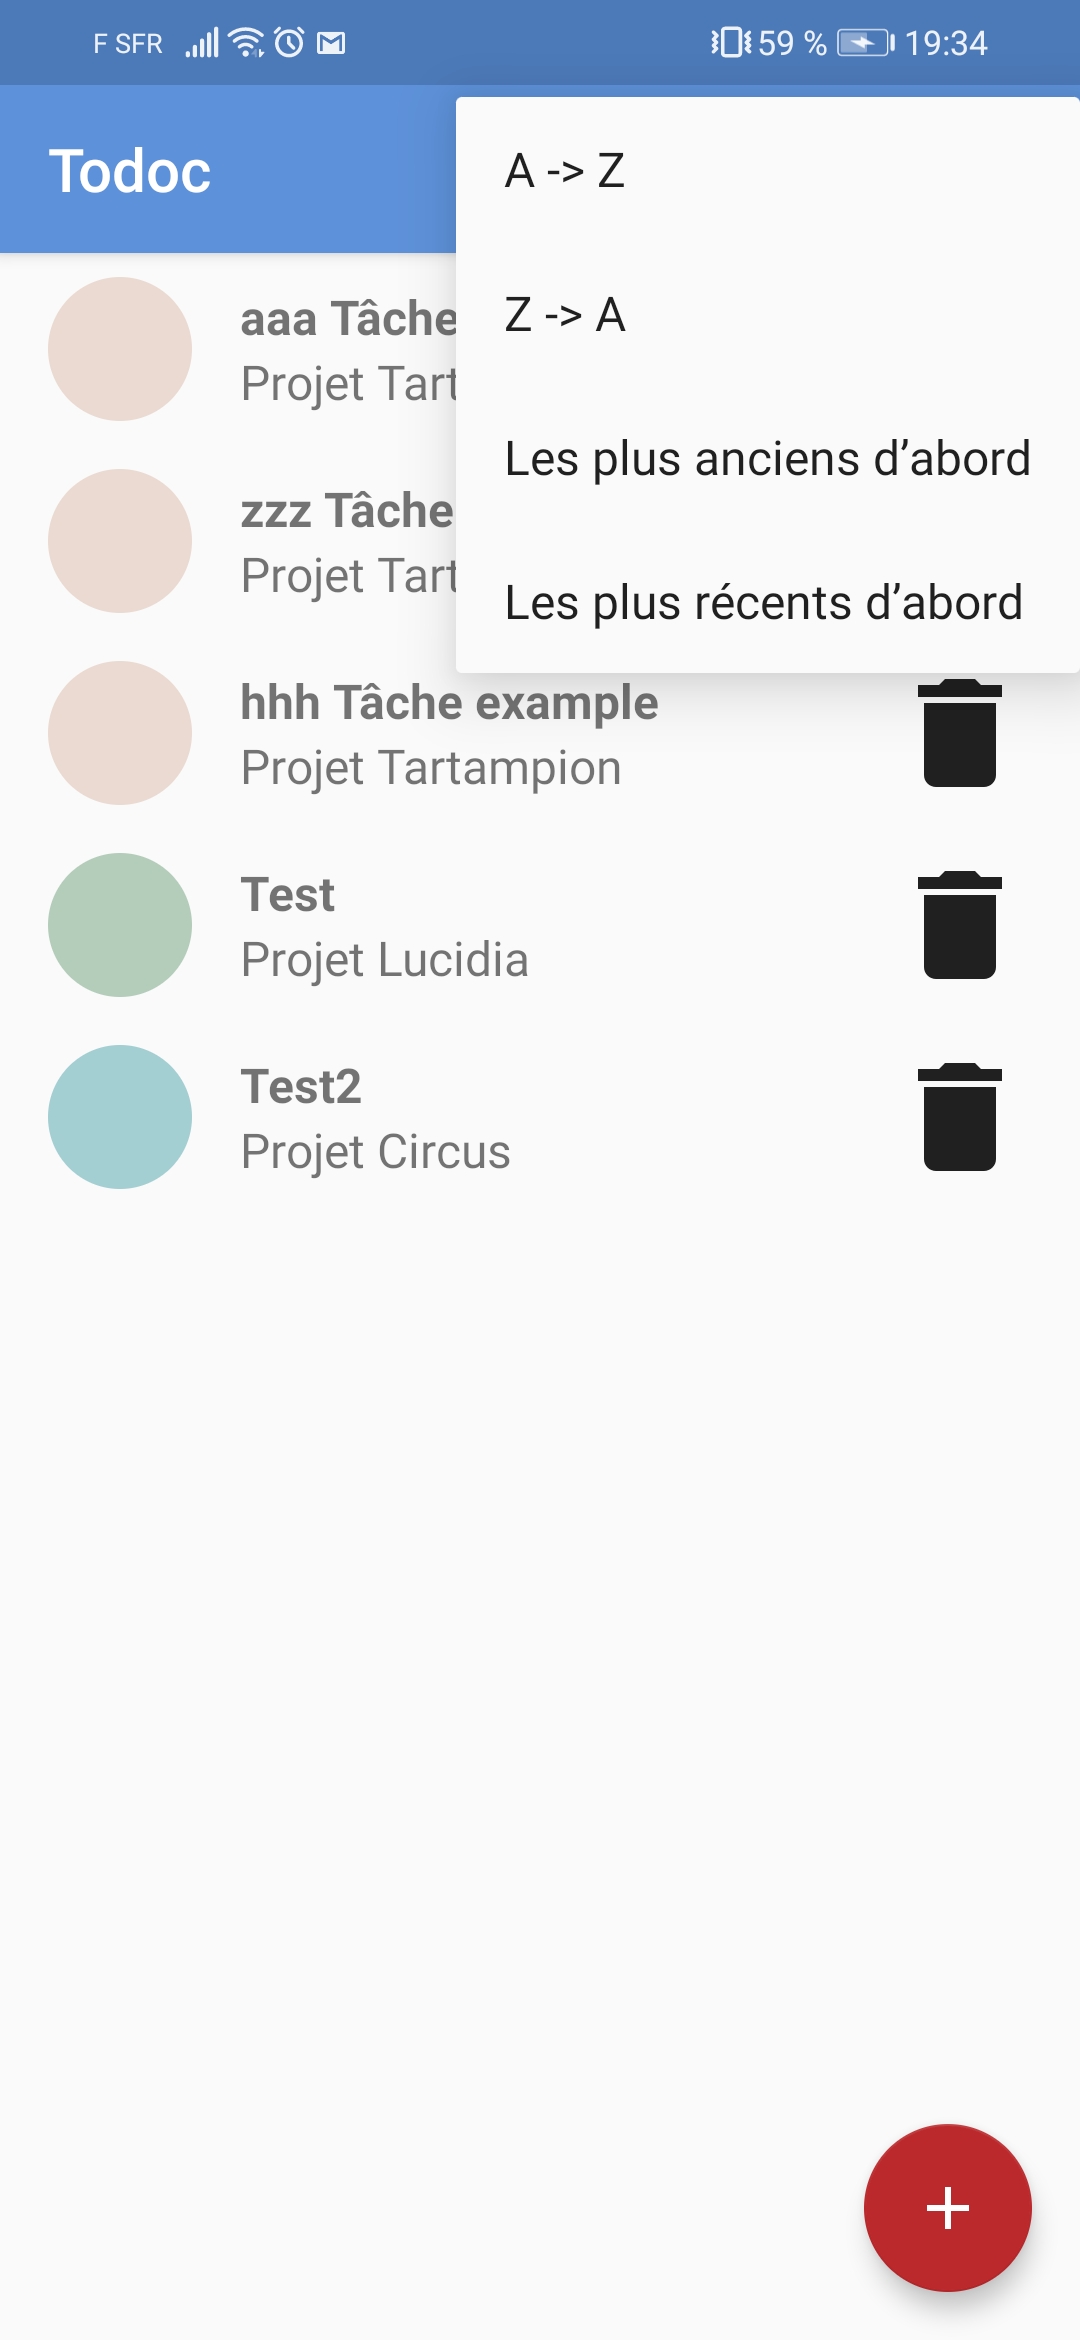 F SFR 59 % 19:34
Todoc
A -> Z
Z -> A
Les plus anciens d’abord
Les plus récents d’abord
aaa Tâche
Projet Tart
zzz Tâche
Projet Tart
hhh Tâche example
Projet Tartampion
Test
Projet Lucidia
Test2
Projet Circus